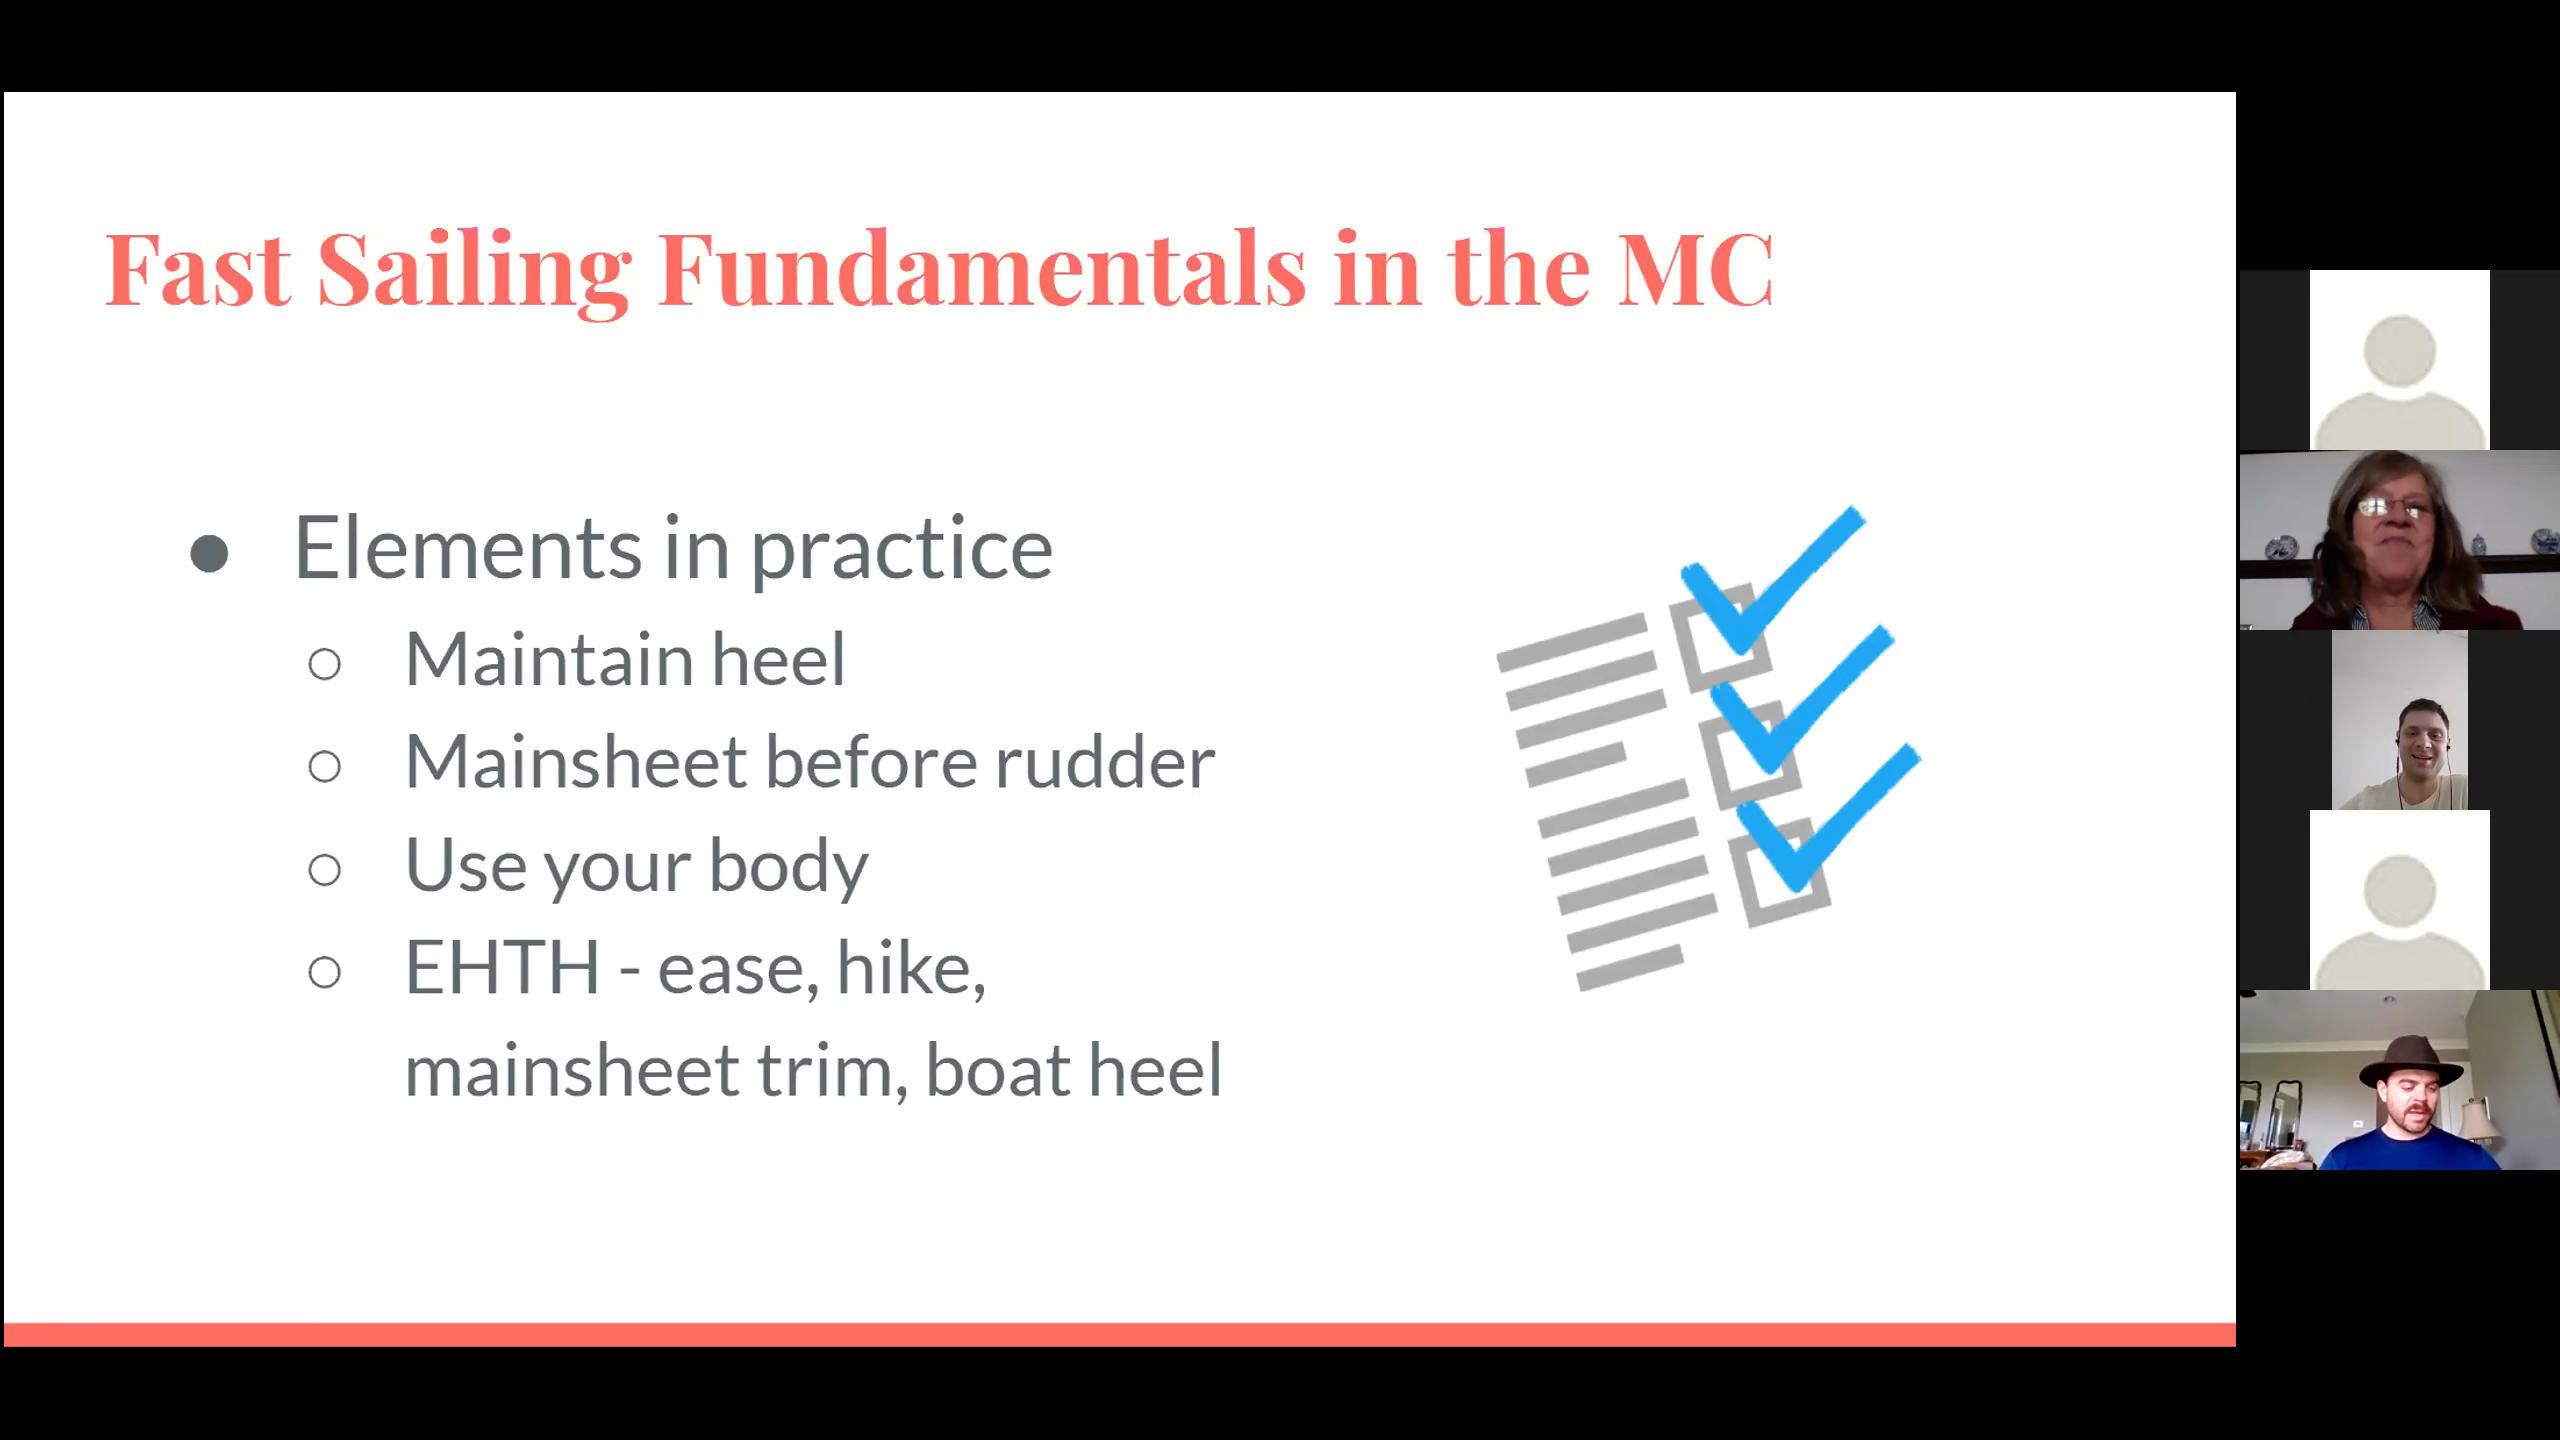 Fast Sailing Fundamentals in the MC
● Elements in practice
○ Maintain heel
○ Mainsheet before rudder
○ Use your body
○ EHTH - ease, hike,
mainsheet trim, boat heel